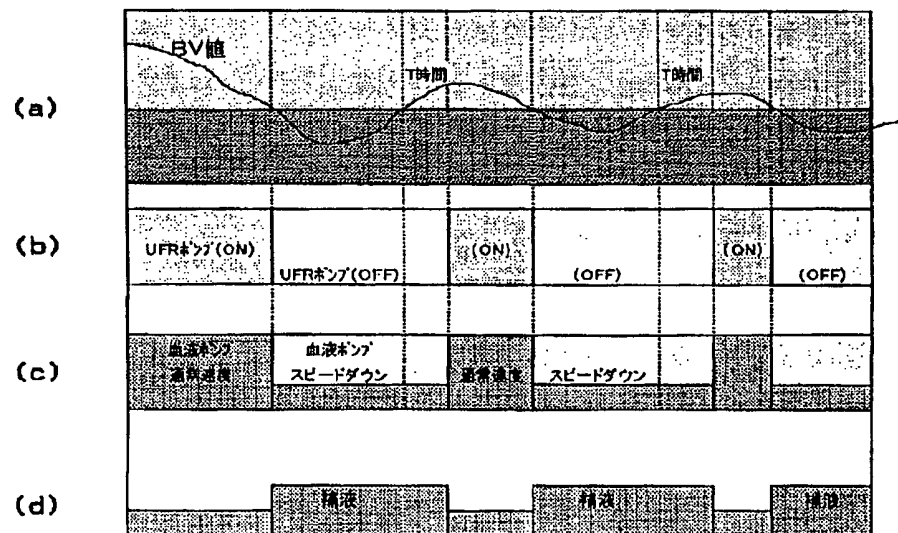 BV値
T時間 T時間
(a)
(b)
UFRポンプ(ON) (ON) (ON)
UFRポンプ(OFF) (OFF) (OFF)
血液ポンプ 血液ポンプ
(c)
通常速度 スピードダウン 通常速度 スピードダウン
(d)
補液 補液 補液